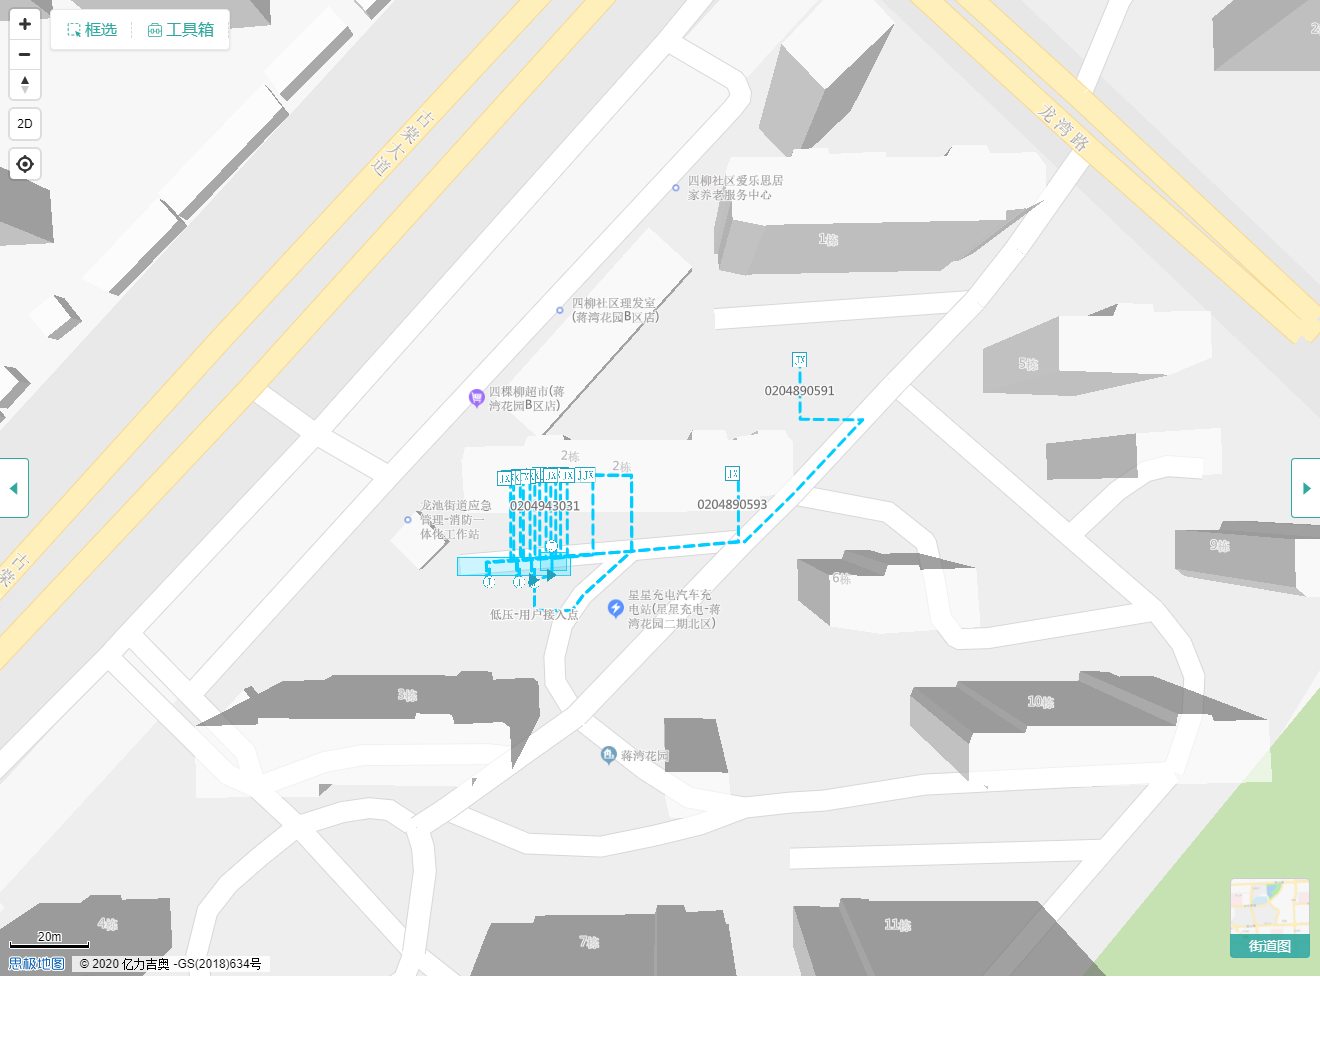 框选
工具箱
2D
古棠大道
龙湾路
四柳社区爱乐思居
家养老服务中心
1栋
四柳社区理发室
(蒋湾花园B区店)
JX
0204890591
5栋
四棵柳超市(蒋
湾花园B区店)
2栋
2栋
JX
JX
JX
JX
JX
龙池街道应急
管理-消防一
体化工作站
0204943031
0204890593
9栋
古棠
6栋
星星充电汽车充
电站(星星充电-蒋
湾花园二期北区)
低压-用户接入点
3栋
10栋
蒋湾花园
4栋
7栋
11栋
20m
思极地图
© 2020 亿力吉奥 -GS(2018)634号
街道图